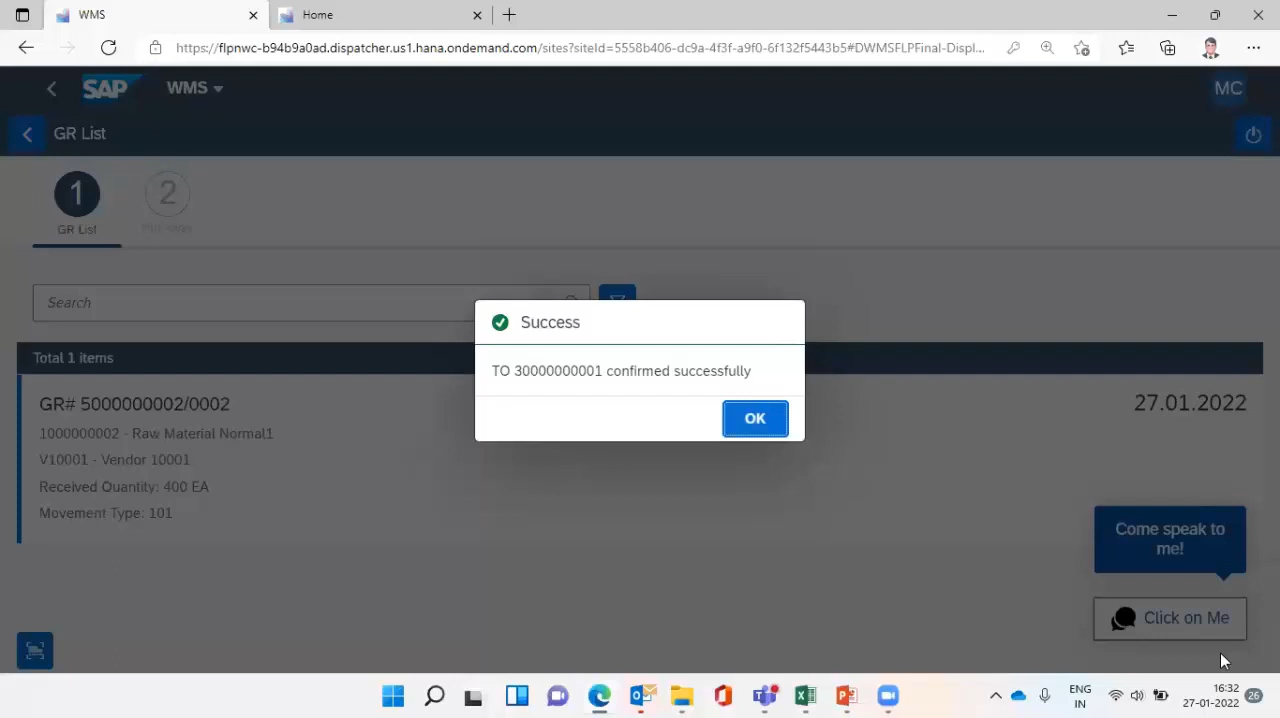 WMS
Home
https://flpnwc-b94b9a0ad.dispatcher.us1.hana.ondemand.com/sites?siteId=5558b406-dc9a-4f3f-a9f0-6f132f5443b5#DWMSFLPFinal-Displ...
SAP
WMS
MC
GR List
1
2
GR List
Search
Success
Total 1 items
TO 30000000001 confirmed successfully
GR# 5000000002/0002
27.01.2022
OK
1000000002 - Raw Material Normal1
V10001 - Vendor 10001
Received Quantity: 400 EA
Movement Type: 101
Come speak to
me!
Click on Me
ENG
IN
16:32
27-01-2022
26